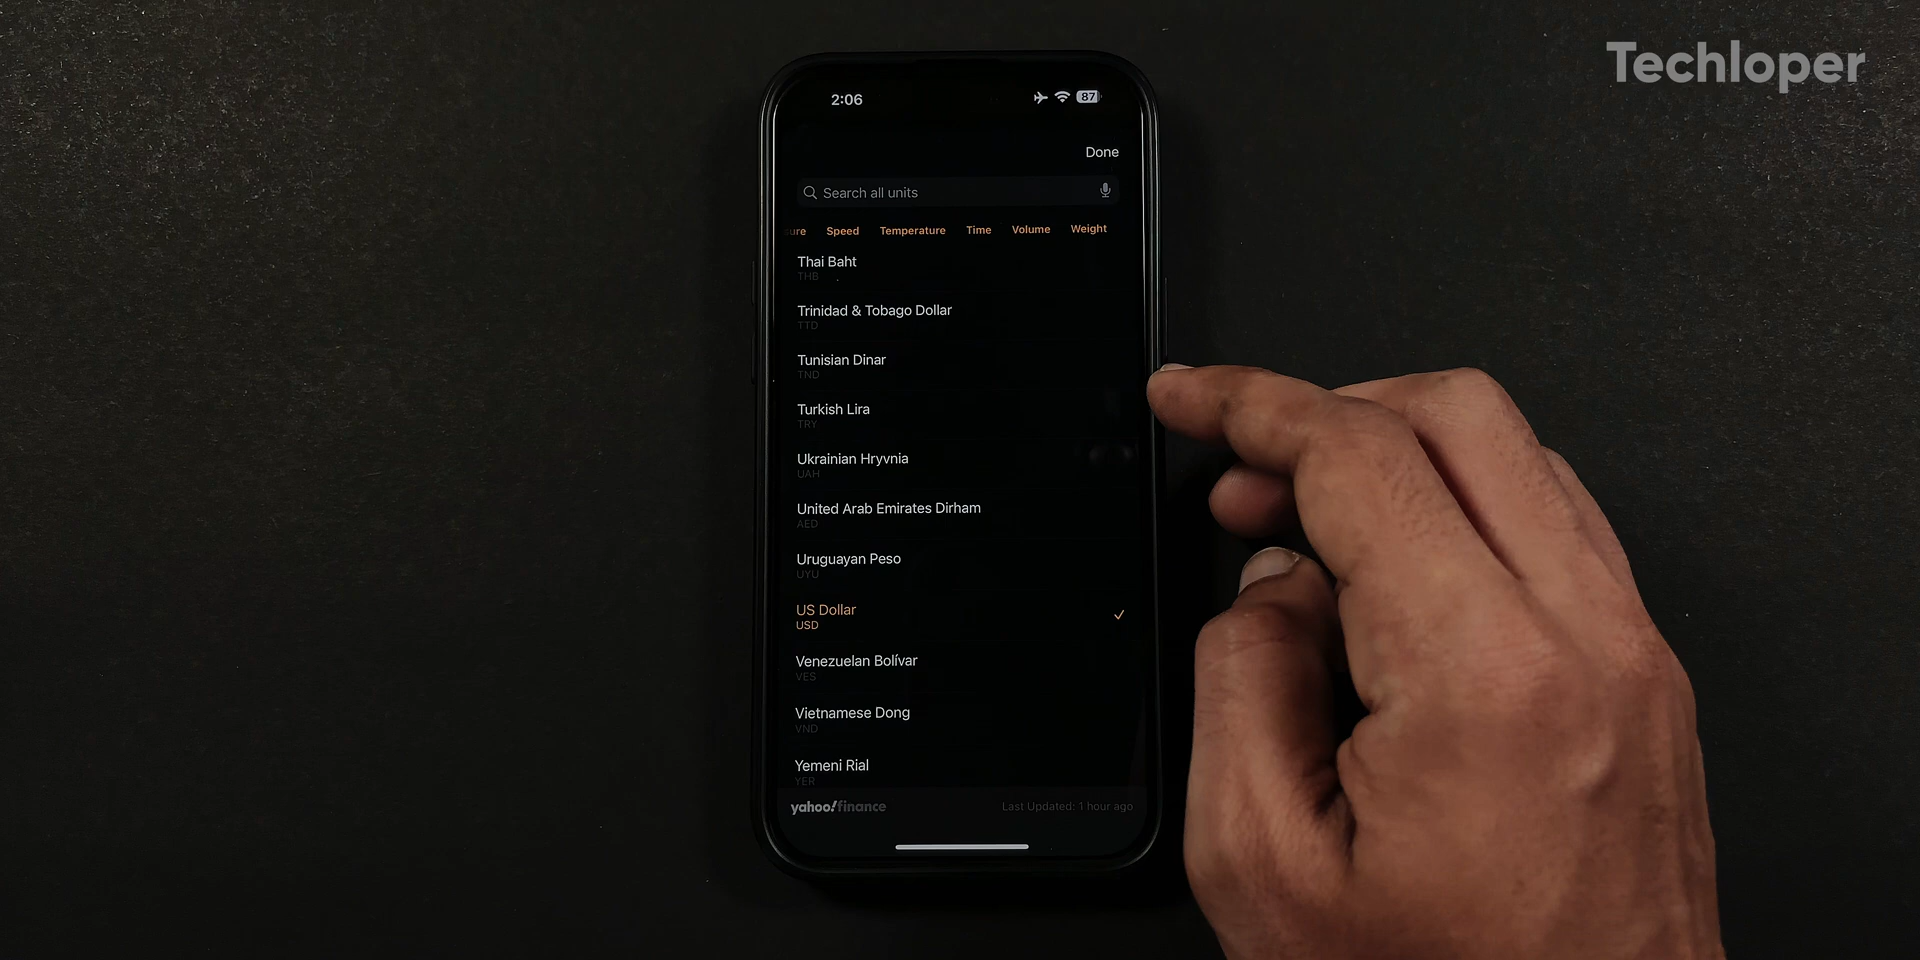 Techloper
2:06
87
Done
Search all units
sure Speed Temperature Time Volume Weight
Thai Baht
THB
Trinidad & Tobago Dollar
TTD
Tunisian Dinar
TND
Turkish Lira
TRY
Ukrainian Hryvnia
UAH
United Arab Emirates Dirham
AED
Uruguayan Peso
UYU
US Dollar
USD
Venezuelan Bolívar
VES
Vietnamese Dong
VND
Yemeni Rial
YER
yahoo!finance Last Updated: 1 hour ago